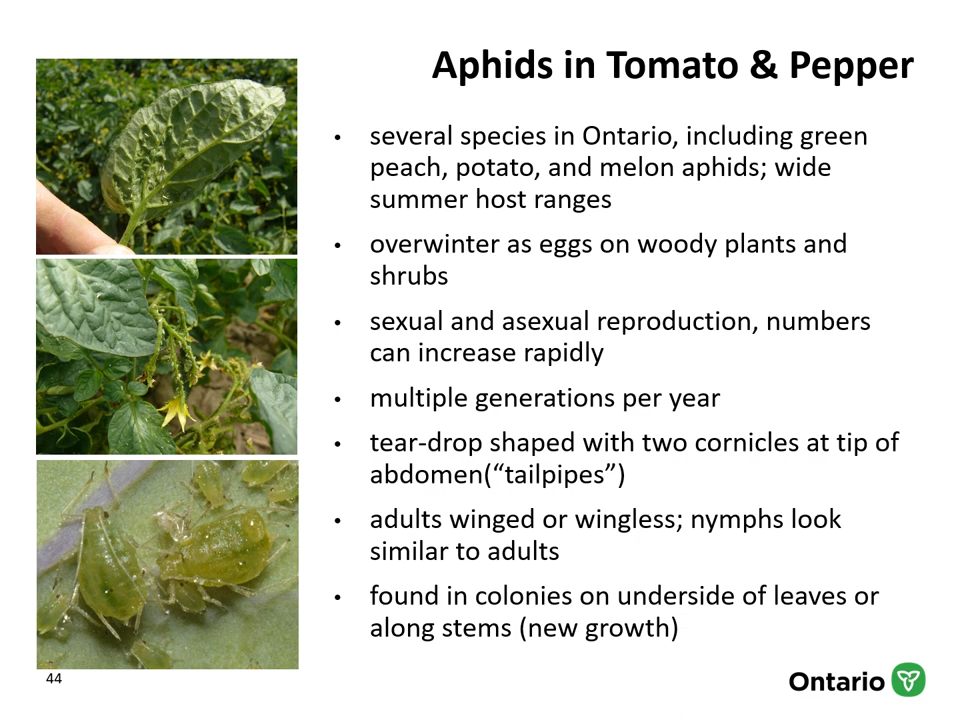 Aphids in Tomato & Pepper
• several species in Ontario, including green
peach, potato, and melon aphids; wide
summer host ranges
• overwinter as eggs on woody plants and
shrubs
• sexual and asexual reproduction, numbers
can increase rapidly
• multiple generations per year
• tear-drop shaped with two cornicles at tip of
abdomen(“tailpipes”)
• adults winged or wingless; nymphs look
similar to adults
• found in colonies on underside of leaves or
along stems (new growth)
44
Ontario